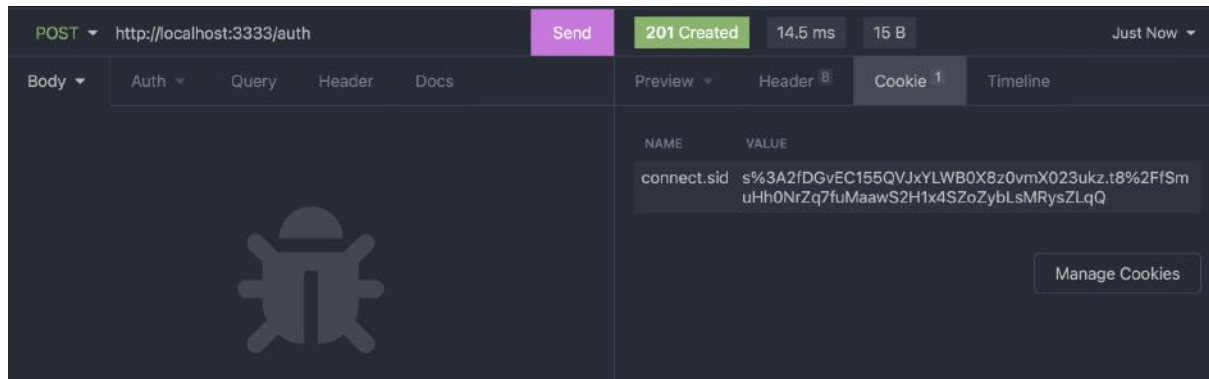 POST http://localhost:3333/auth Send 201 Created 14.5 ms 15 B Just Now
Body Auth Query Header Docs Preview Header 8 Cookie 1 Timeline
NAME VALUE
connect.sid s%3A2fDGvEC155QVJxYLWB0X8z0vmX023ukz.t8%2FfSm
uHh0NrZq7fuMaawS2H1x4SZoZybLsMRysZLqQ
Manage Cookies